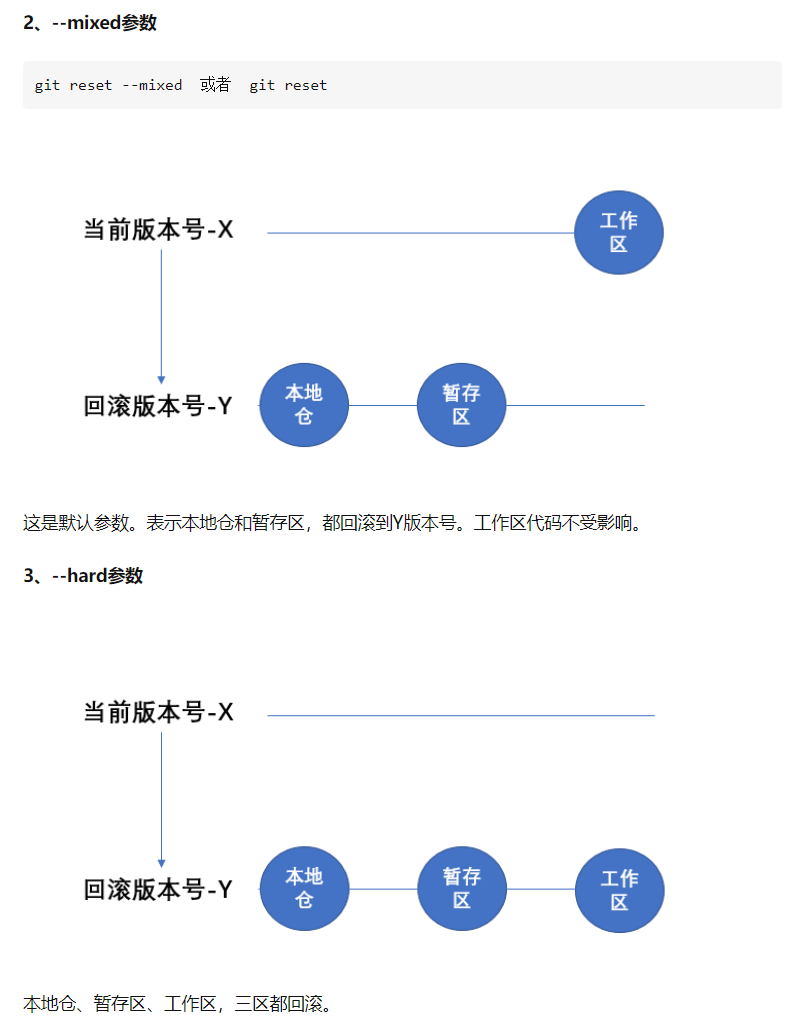 2、--mixed参数
git reset --mixed 或者 git reset
当前版本号-X
工作
区
回滚版本号-Y
本地
仓
暂存
区
这是默认参数。表示本地仓和暂存区，都回滚到Y版本号。工作区代码不受影响。
3、--hard参数
当前版本号-X
回滚版本号-Y
本地
仓
暂存
区
工作
区
本地仓、暂存区、工作区，三区都回滚。